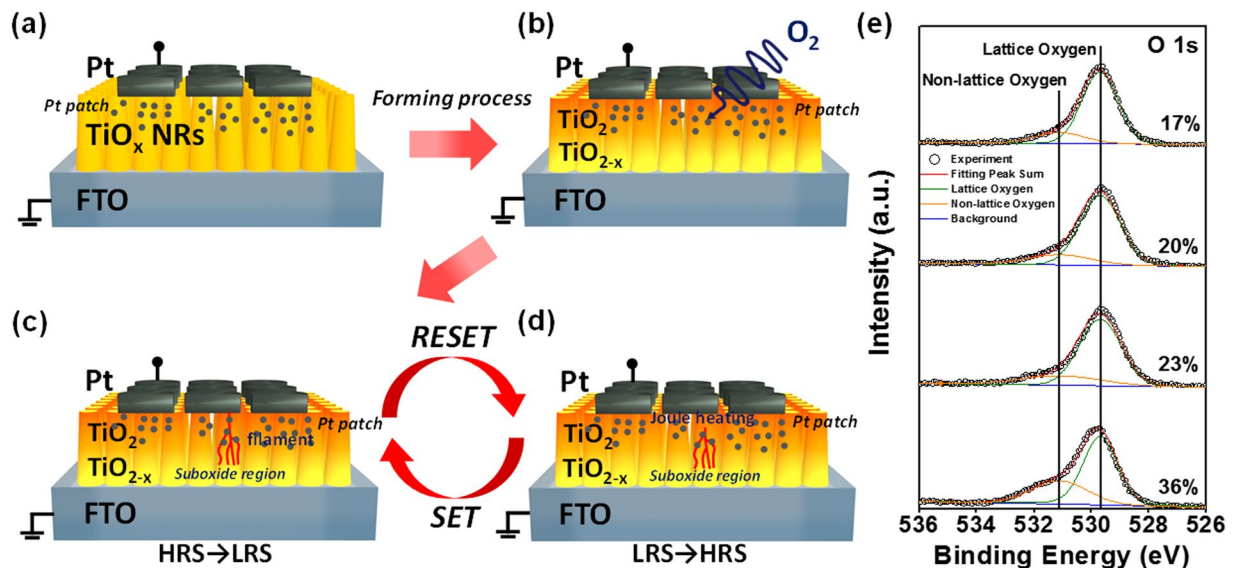 (a)
Pt
Pt patch
TiOₓ NRs
FTO
Forming process
(b)
O₂
Pt
Pt patch
TiO₂
TiO₂₋ₓ
FTO
(c)
Pt
Pt patch
TiO₂
filament
TiO₂₋ₓ
Suboxide region
FTO
HRS→LRS
RESET
SET
(d)
Pt
Joule heating
Pt patch
TiO₂
TiO₂₋ₓ
Suboxide region
FTO
LRS→HRS
(e)
O 1s
Lattice Oxygen
Non-lattice Oxygen
17%
Experiment
Fitting Peak Sum
Lattice Oxygen
Non-lattice Oxygen
Background
20%
23%
36%
Intensity (a.u.)
536 534 532 530 528 526
Binding Energy (eV)